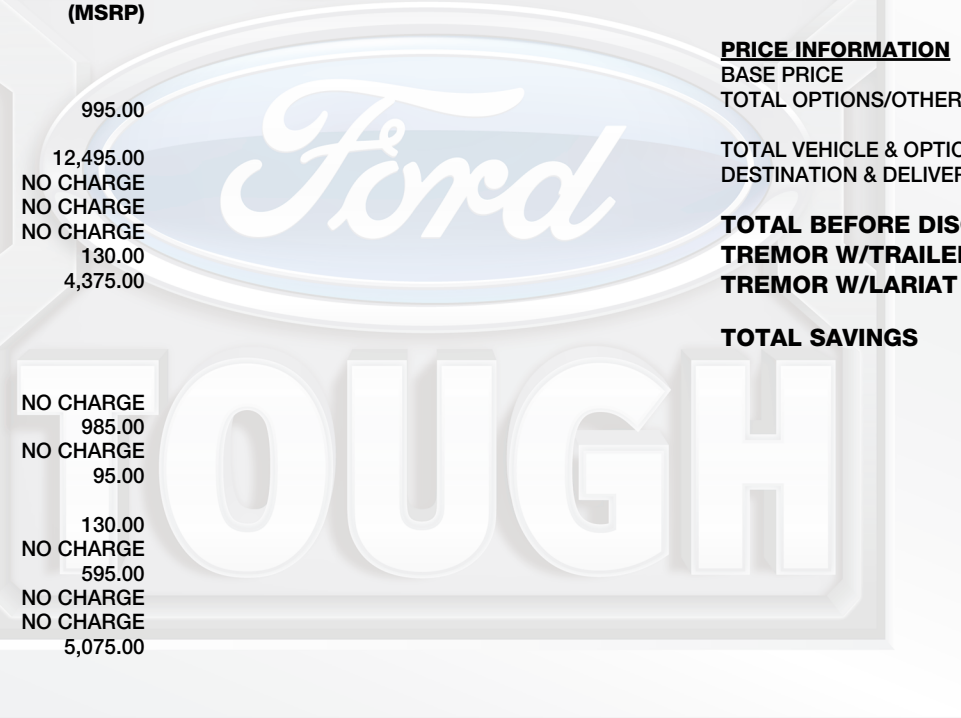 (MSRP)
995.00
12,495.00
NO CHARGE
NO CHARGE
NO CHARGE
130.00
4,375.00
NO CHARGE
985.00
NO CHARGE
95.00
130.00
NO CHARGE
595.00
NO CHARGE
NO CHARGE
5,075.00
PRICE INFORMATION
BASE PRICE
TOTAL OPTIONS/OTHER
TOTAL VEHICLE & OPTIO
DESTINATION & DELIVER
TOTAL BEFORE DIS
TREMOR W/TRAILE
TREMOR W/LARIAT
TOTAL SAVINGS
Ford
TOUGH